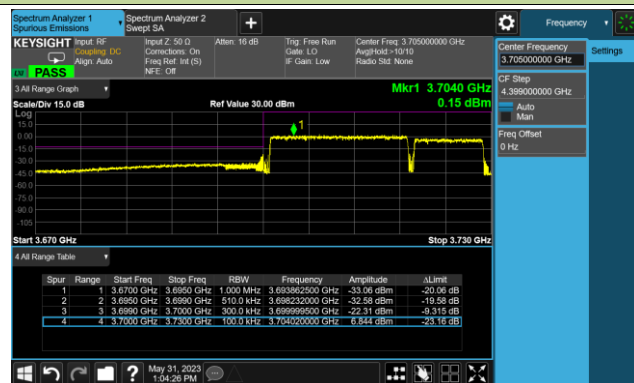 Spectrum Analyzer 1
Spurious Emissions
Spectrum Analyzer 2
Swept SA
Frequency
KEYSIGHT
Input: RF
Coupling: DC
Align: Auto
Input Z: 50 Ω
Corrections: On
Freq Ref: Int (S)
NFE: Off
Atten: 16 dB
Trig: Free Run
Gate: LO
IF Gain: Low
Center Freq: 3.705000000 GHz
Avg|Hold:>10/10
Radio Std: None
PASS
Center Frequency
3.705000000 GHz
Settings
CF Step
4.399000000 GHz
Auto
Man
Freq Offset
0 Hz
3 All Range Graph
Mkr1 3.7040 GHz
Scale/Div 15.0 dB
Ref Value 30.00 dBm
0.15 dBm
Log
15.0
0.00
-15.0
-30.0
-45.0
-60.0
-75.0
-90.0
-105
1
Start 3.670 GHz
Stop 3.730 GHz
4 All Range Table
Spur Range Start Freq Stop Freq RBW Frequency Amplitude ΔLimit
1 1 3.6700 GHz 3.6950 GHz 1.000 MHz 3.693862500 GHz -33.06 dBm -20.06 dB
2 2 3.6950 GHz 3.6990 GHz 510.0 kHz 3.698232000 GHz -32.58 dBm -19.58 dB
3 3 3.6990 GHz 3.7000 GHz 300.0 kHz 3.699999500 GHz -22.31 dBm -9.315 dB
4 4 3.7000 GHz 3.7300 GHz 100.0 kHz 3.704020000 GHz 6.844 dBm -23.16 dB
May 31, 2023
1:04:26 PM